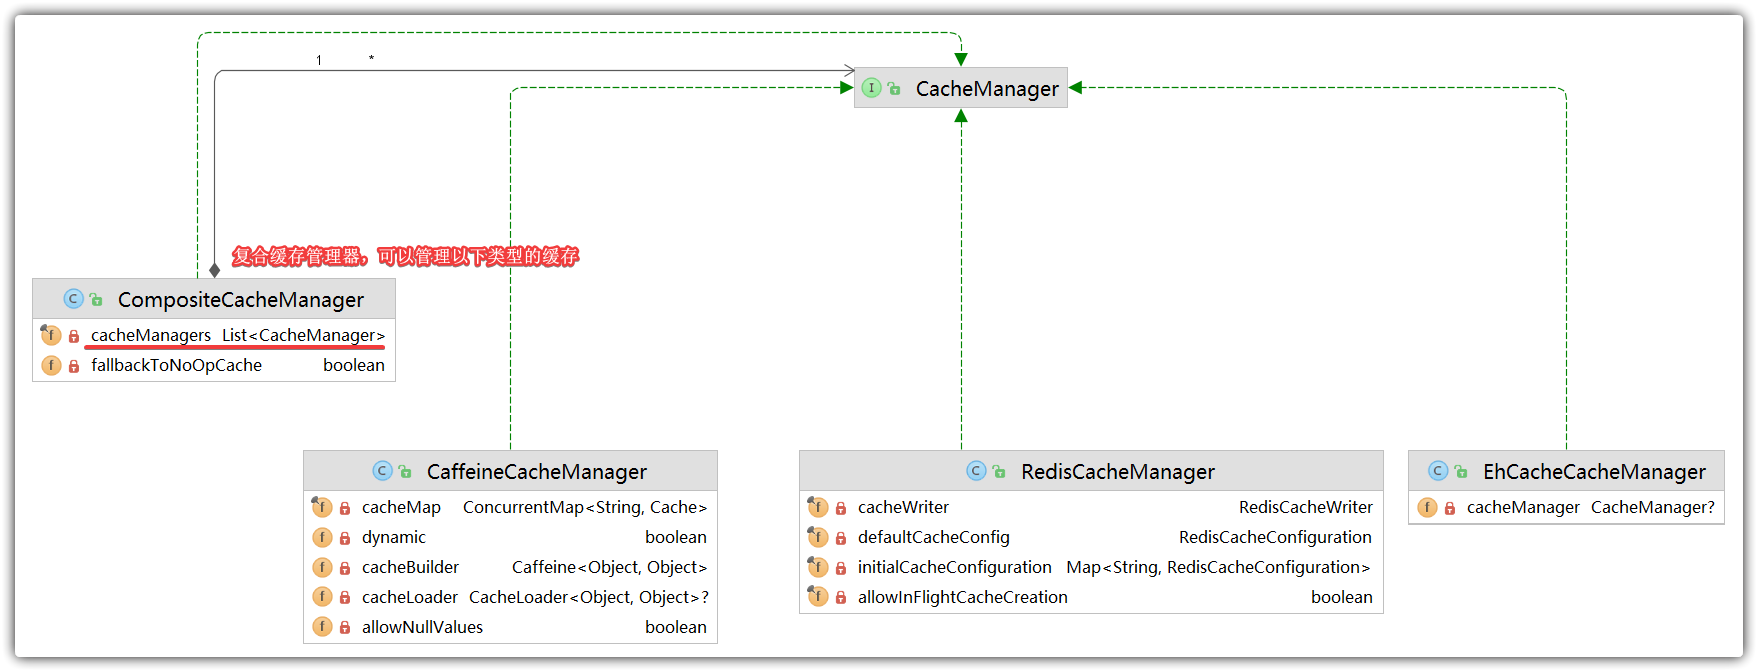 1 *
I CacheManager
复合缓存管理器，可以管理以下类型的缓存
C CompositeCacheManager
f cacheManagers List<CacheManager>
f fallbackToNoOpCache boolean
C CaffeineCacheManager
f cacheMap ConcurrentMap<String, Cache>
f dynamic boolean
f cacheBuilder Caffeine<Object, Object>
f cacheLoader CacheLoader<Object, Object>?
f allowNullValues boolean
C RedisCacheManager
f cacheWriter RedisCacheWriter
f defaultCacheConfig RedisCacheConfiguration
f initialCacheConfiguration Map<String, RedisCacheConfiguration>
f allowInFlightCacheCreation boolean
C EhCacheCacheManager
f cacheManager CacheManager?